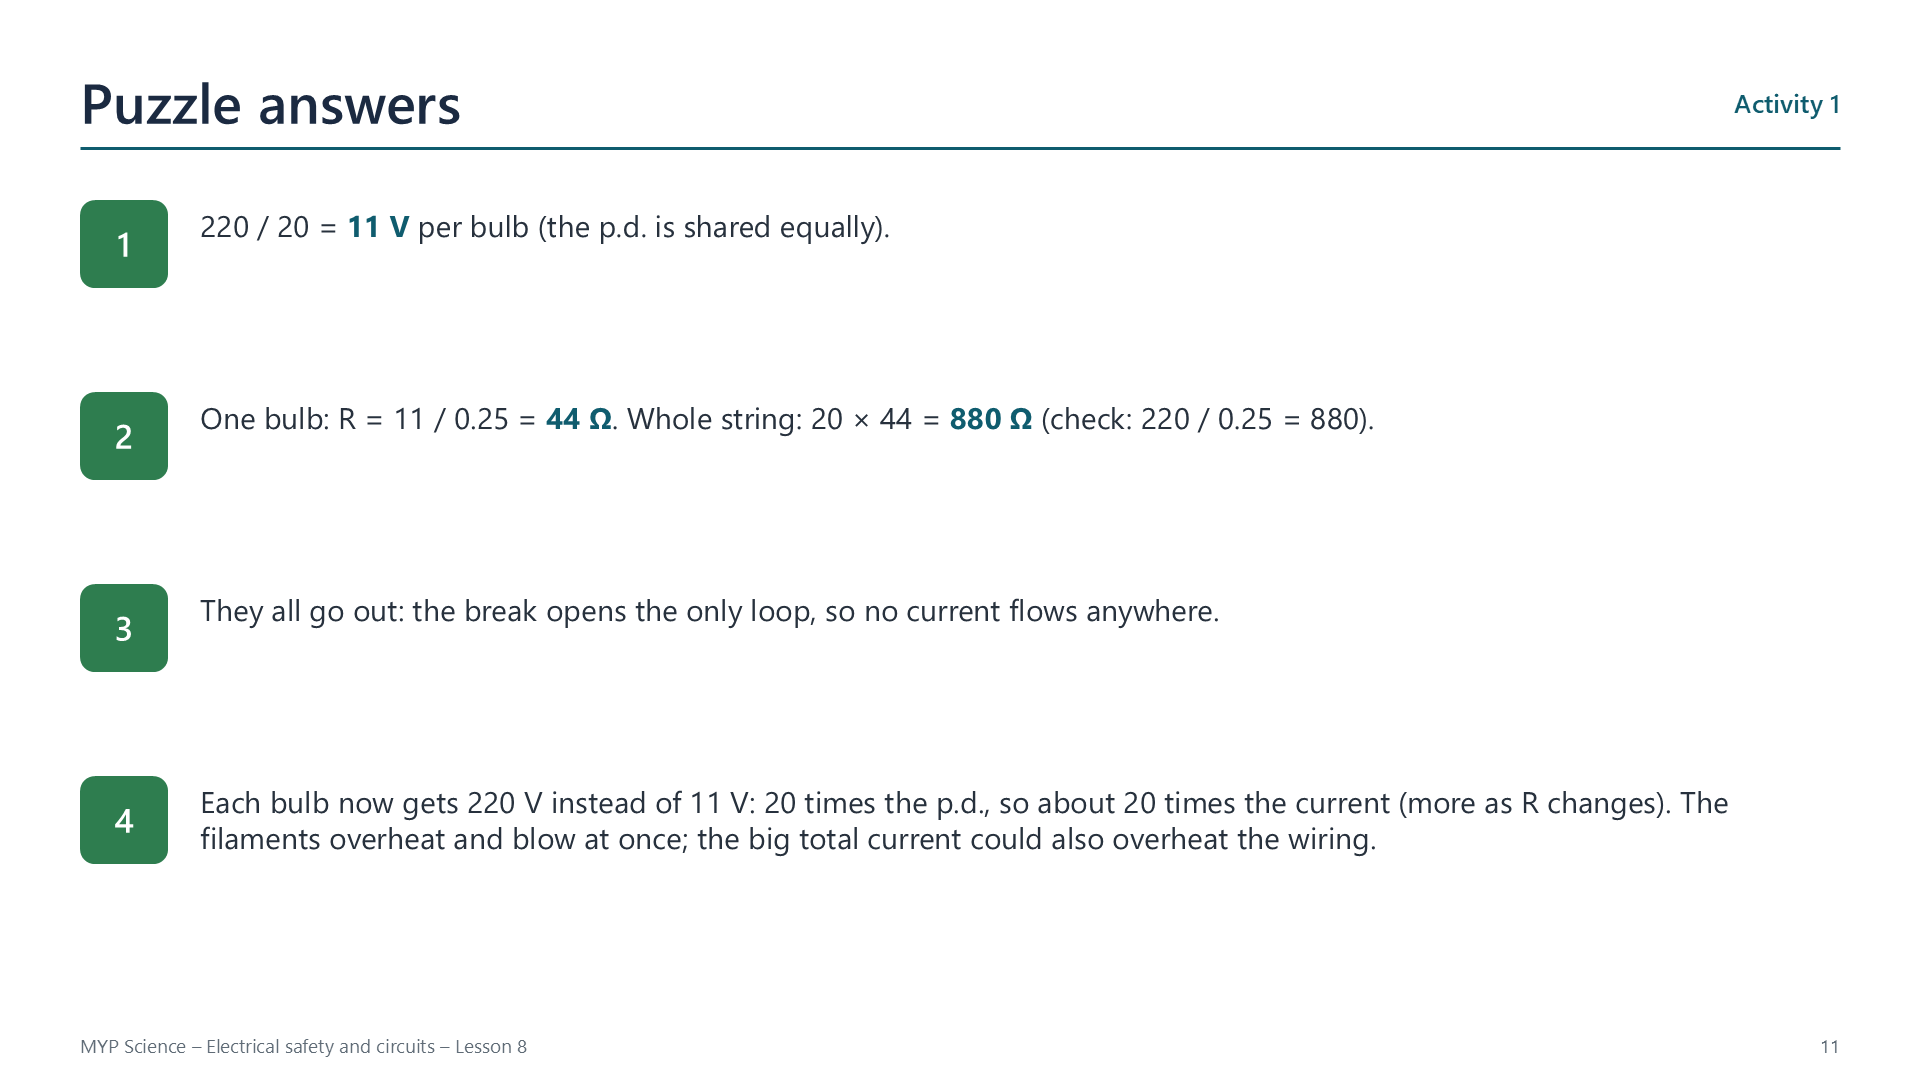 Puzzle answers
Activity 1
1
220 / 20 = 11 V per bulb (the p.d. is shared equally).
2
One bulb: R = 11 / 0.25 = 44 Ω. Whole string: 20 × 44 = 880 Ω (check: 220 / 0.25 = 880).
3
They all go out: the break opens the only loop, so no current flows anywhere.
4
Each bulb now gets 220 V instead of 11 V: 20 times the p.d., so about 20 times the current (more as R changes). The
filaments overheat and blow at once; the big total current could also overheat the wiring.
MYP Science – Electrical safety and circuits – Lesson 8
11